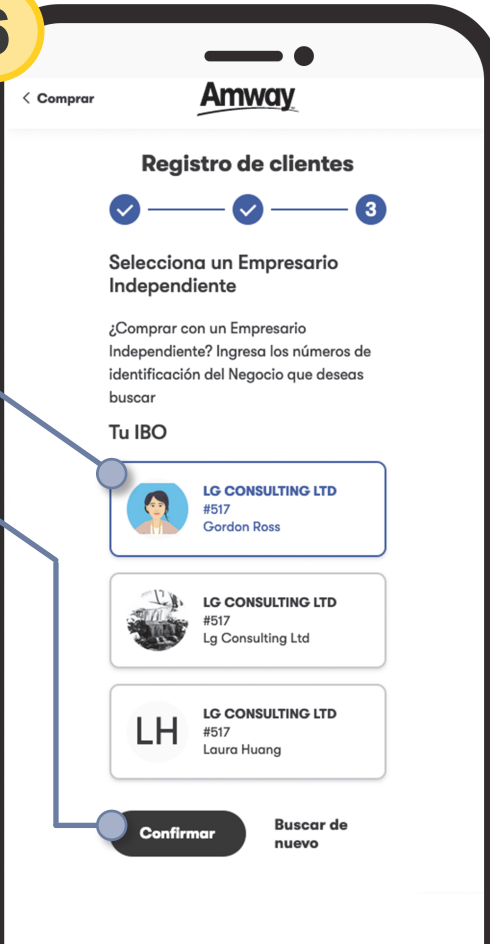 6
< Comprar
Amway
Registro de clientes
3
Selecciona un Empresario
Independiente
¿Comprar con un Empresario
Independiente? Ingresa los números de
identificación del Negocio que deseas
buscar
Tu IBO
LG CONSULTING LTD
#517
Gordon Ross
LG CONSULTING LTD
#517
Lg Consulting Ltd
LH
LG CONSULTING LTD
#517
Laura Huang
Confirmar
Buscar de
nuevo